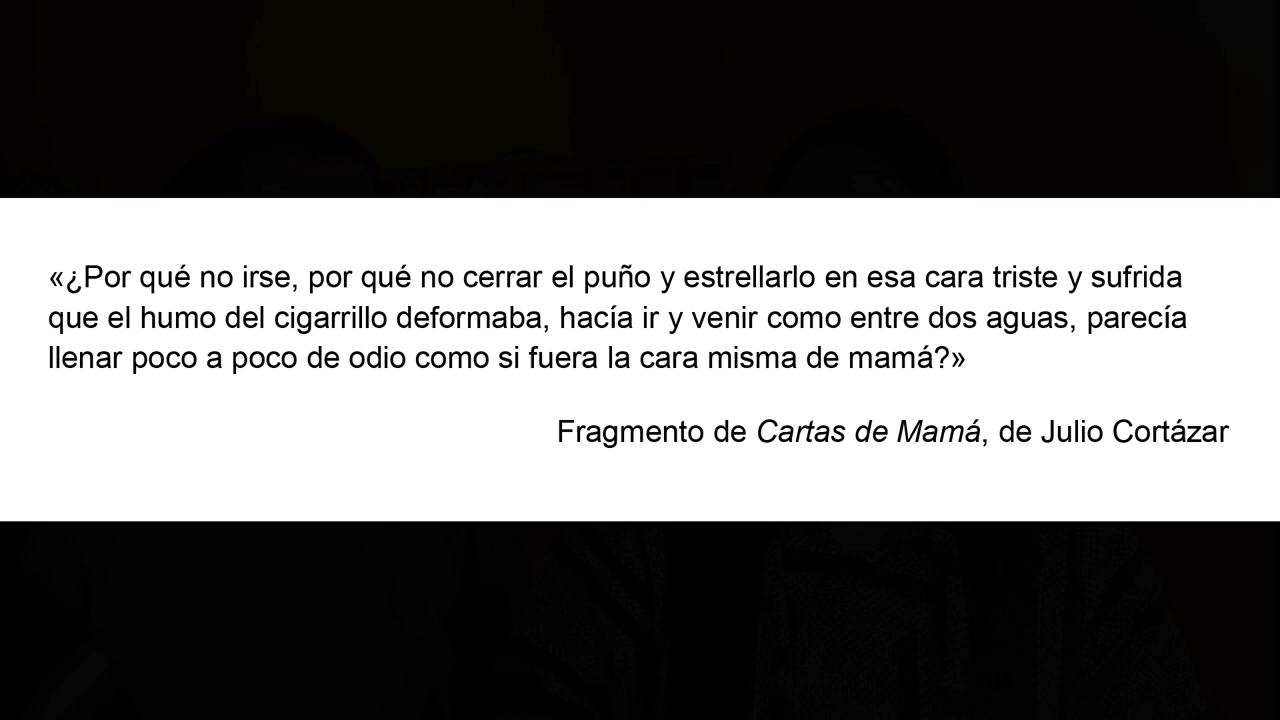 «¿Por qué no irse, por qué no cerrar el puño y estrellarlo en esa cara triste y sufrida
que el humo del cigarrillo deformaba, hacía ir y venir como entre dos aguas, parecía
llenar poco a poco de odio como si fuera la cara misma de mamá?»
Fragmento de Cartas de Mamá, de Julio Cortázar